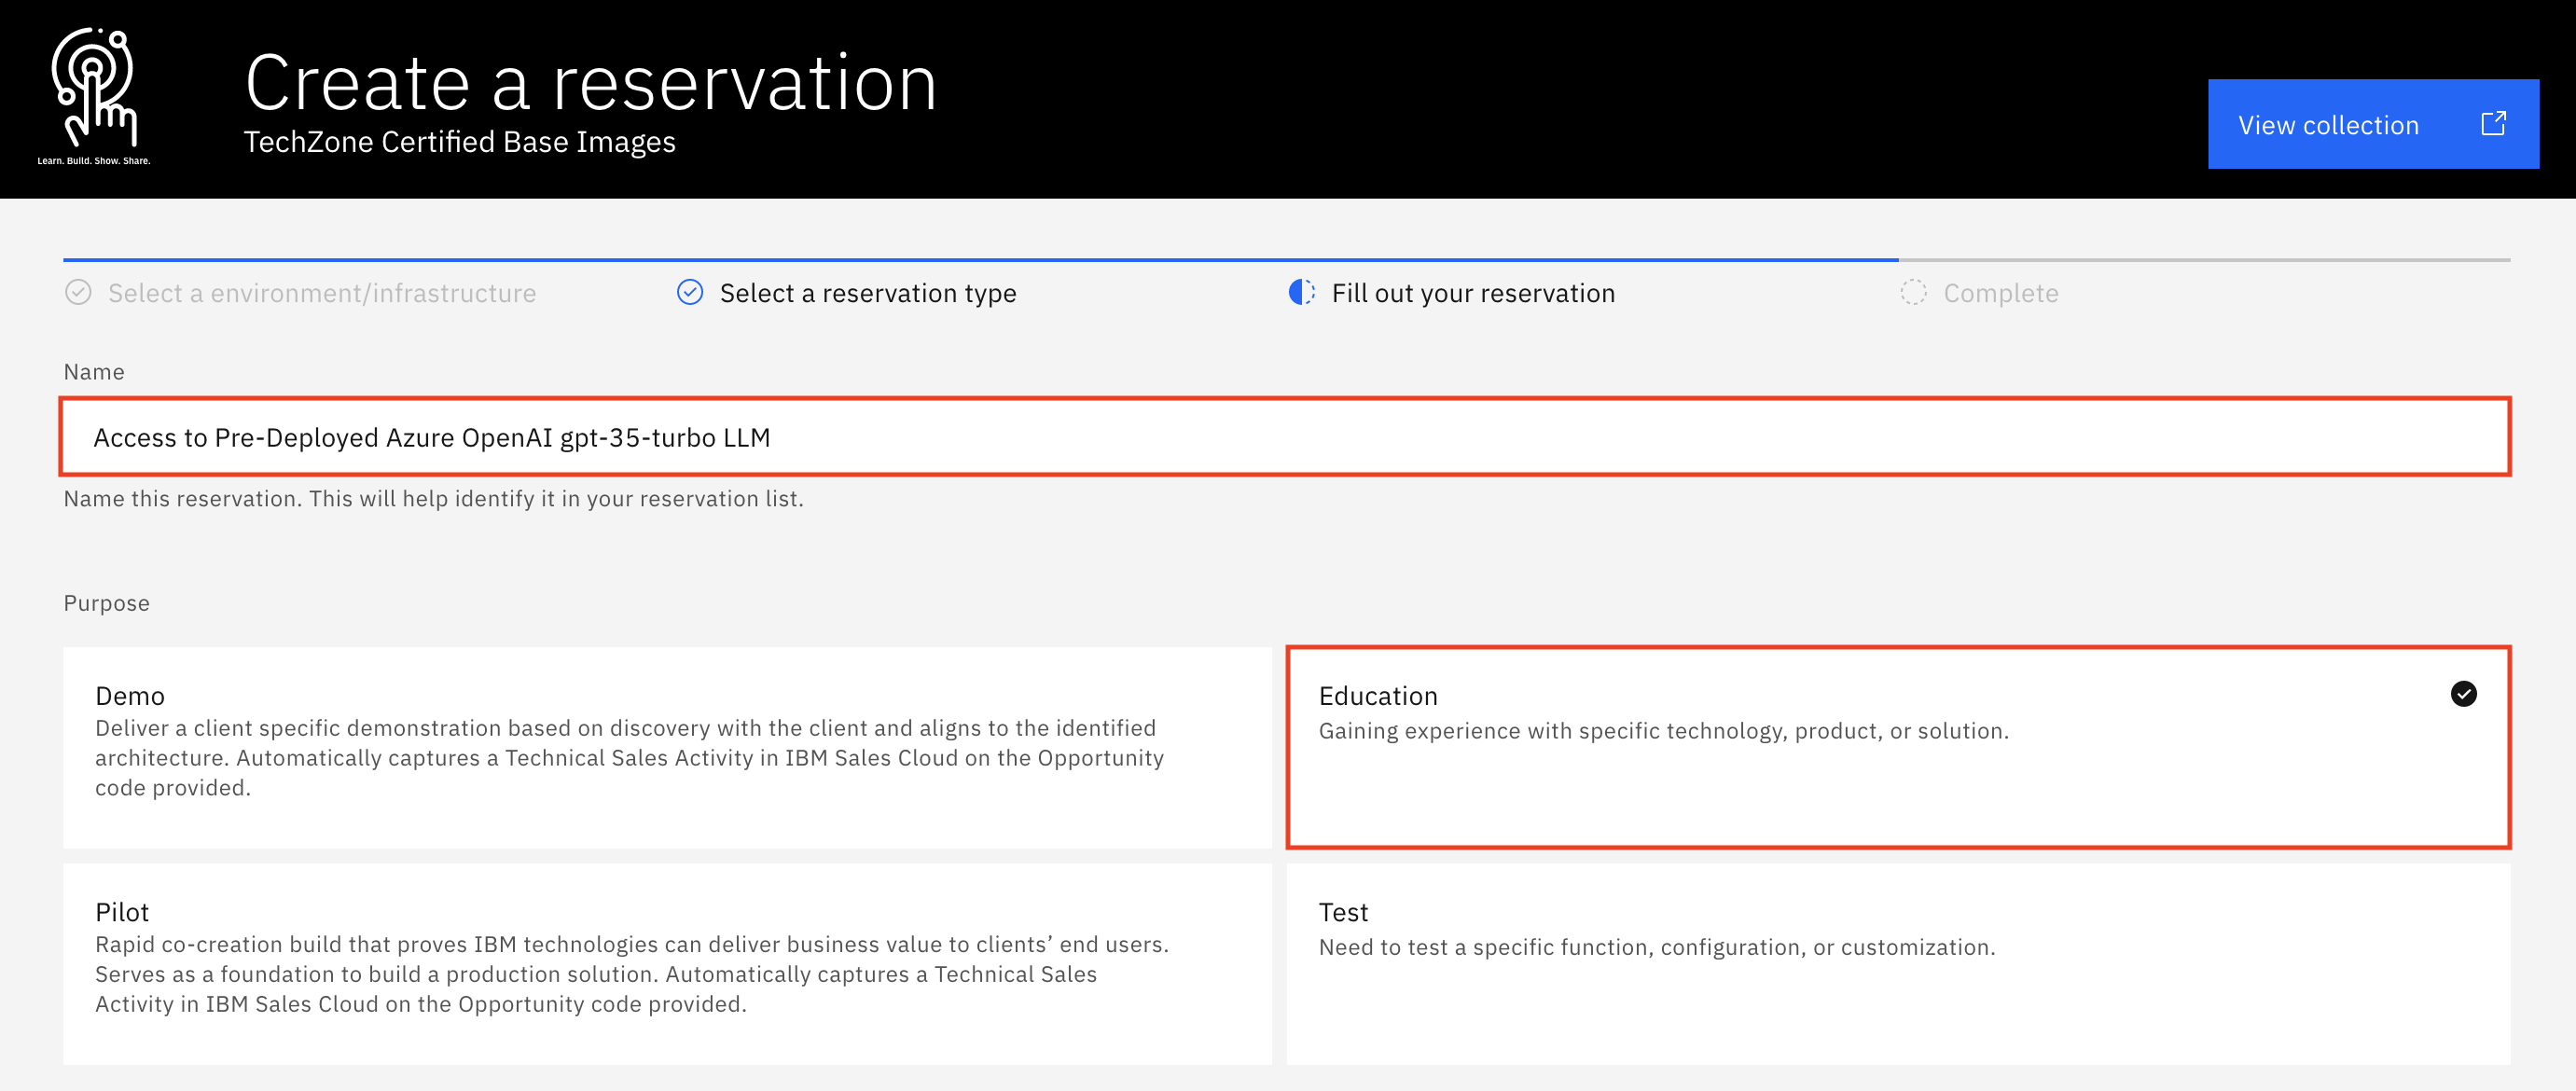 Create a reservation
TechZone Certified Base Images
Learn. Build. Show. Share.
View collection
Select a environment/infrastructure
Select a reservation type
Fill out your reservation
Complete
Name
Access to Pre-Deployed Azure OpenAI gpt-35-turbo LLM
Name this reservation. This will help identify it in your reservation list.
Purpose
Demo
Deliver a client specific demonstration based on discovery with the client and aligns to the identified
architecture. Automatically captures a Technical Sales Activity in IBM Sales Cloud on the Opportunity
code provided.
Education
Gaining experience with specific technology, product, or solution.
Pilot
Rapid co-creation build that proves IBM technologies can deliver business value to clients’ end users.
Serves as a foundation to build a production solution. Automatically captures a Technical Sales
Activity in IBM Sales Cloud on the Opportunity code provided.
Test
Need to test a specific function, configuration, or customization.